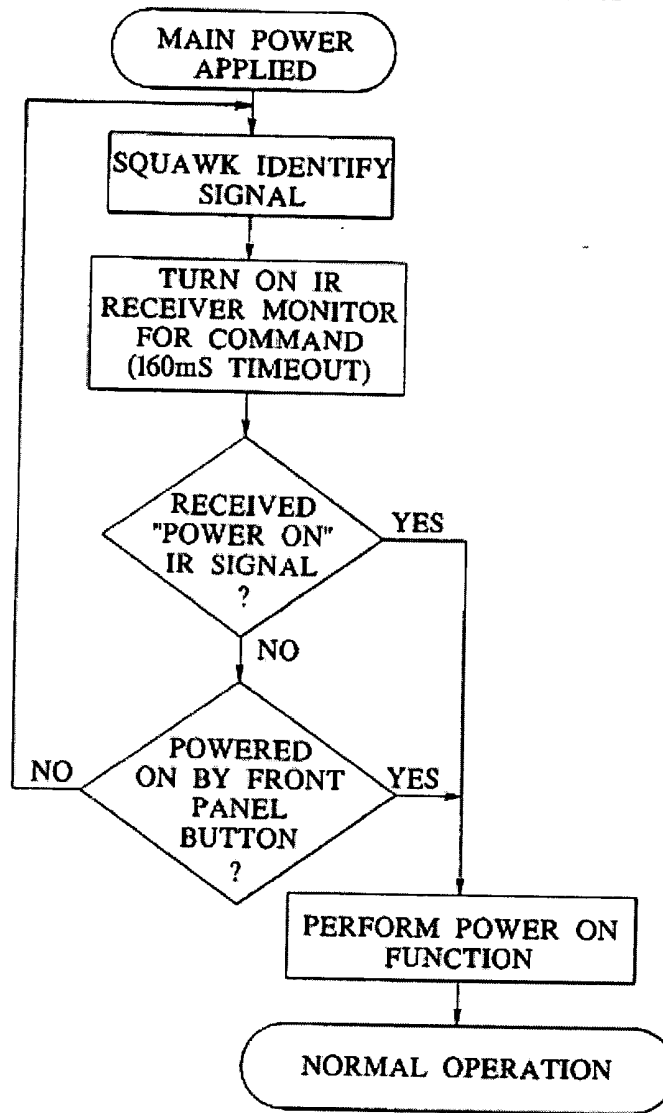 MAIN POWER
APPLIED
SQUAWK IDENTIFY
SIGNAL
TURN ON IR
RECEIVER MONITOR
FOR COMMAND
(160mS TIMEOUT)
RECEIVED
"POWER ON"
IR SIGNAL
?
YES
NO
POWERED
ON BY FRONT
PANEL
BUTTON
?
NO
YES
PERFORM POWER ON
FUNCTION
NORMAL OPERATION